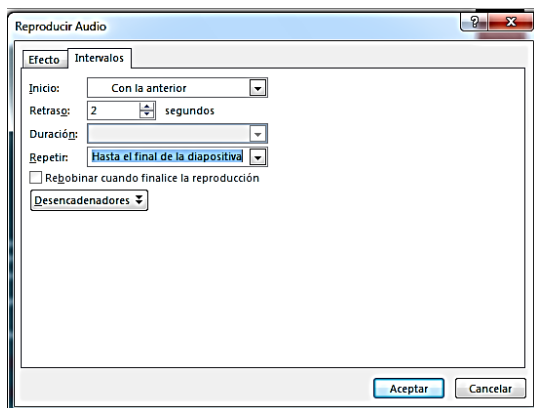 Reproducir Audio
Efecto Intervalos
Inicio: Con la anterior
Retraso: 2 segundos
Duración:
Repetir: Hasta el final de la diapositiva
Rebobinar cuando finalice la reproducción
Desencadenadores
Aceptar Cancelar